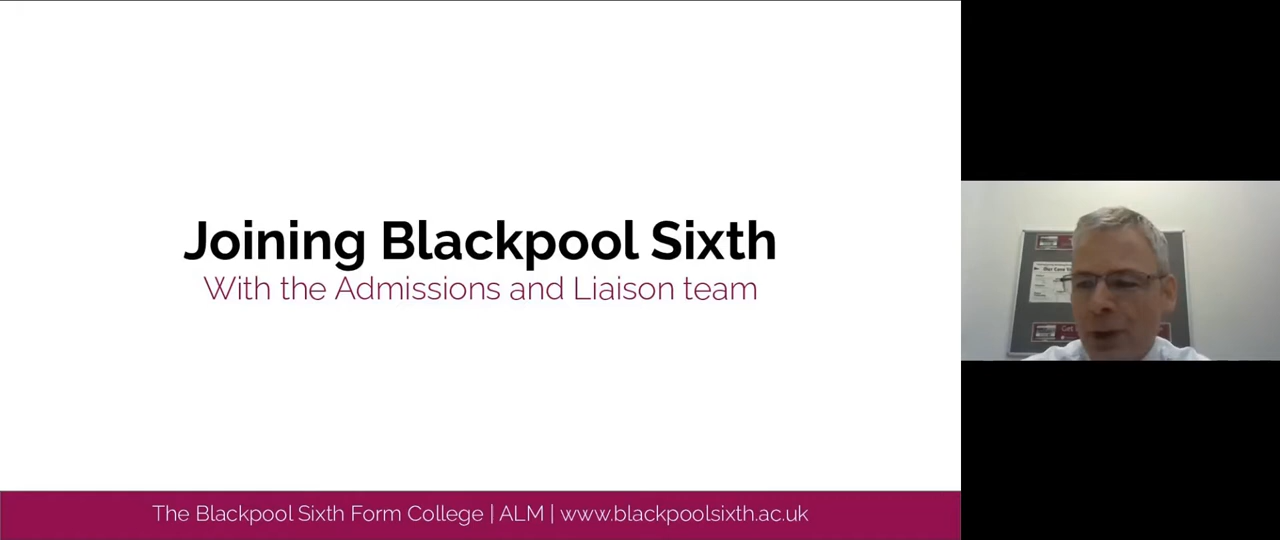 Joining Blackpool Sixth
With the Admissions and Liaison team
The Blackpool Sixth Form College | ALM | www.blackpoolsixth.ac.uk